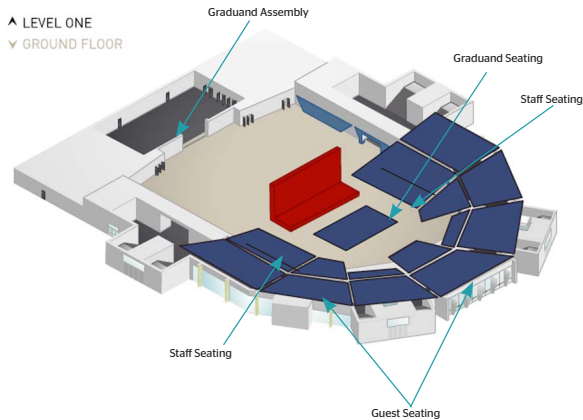 Graduand Assembly
LEVEL ONE
GROUND FLOOR
Graduand Seating
Staff Seating
Staff Seating
Guest Seating